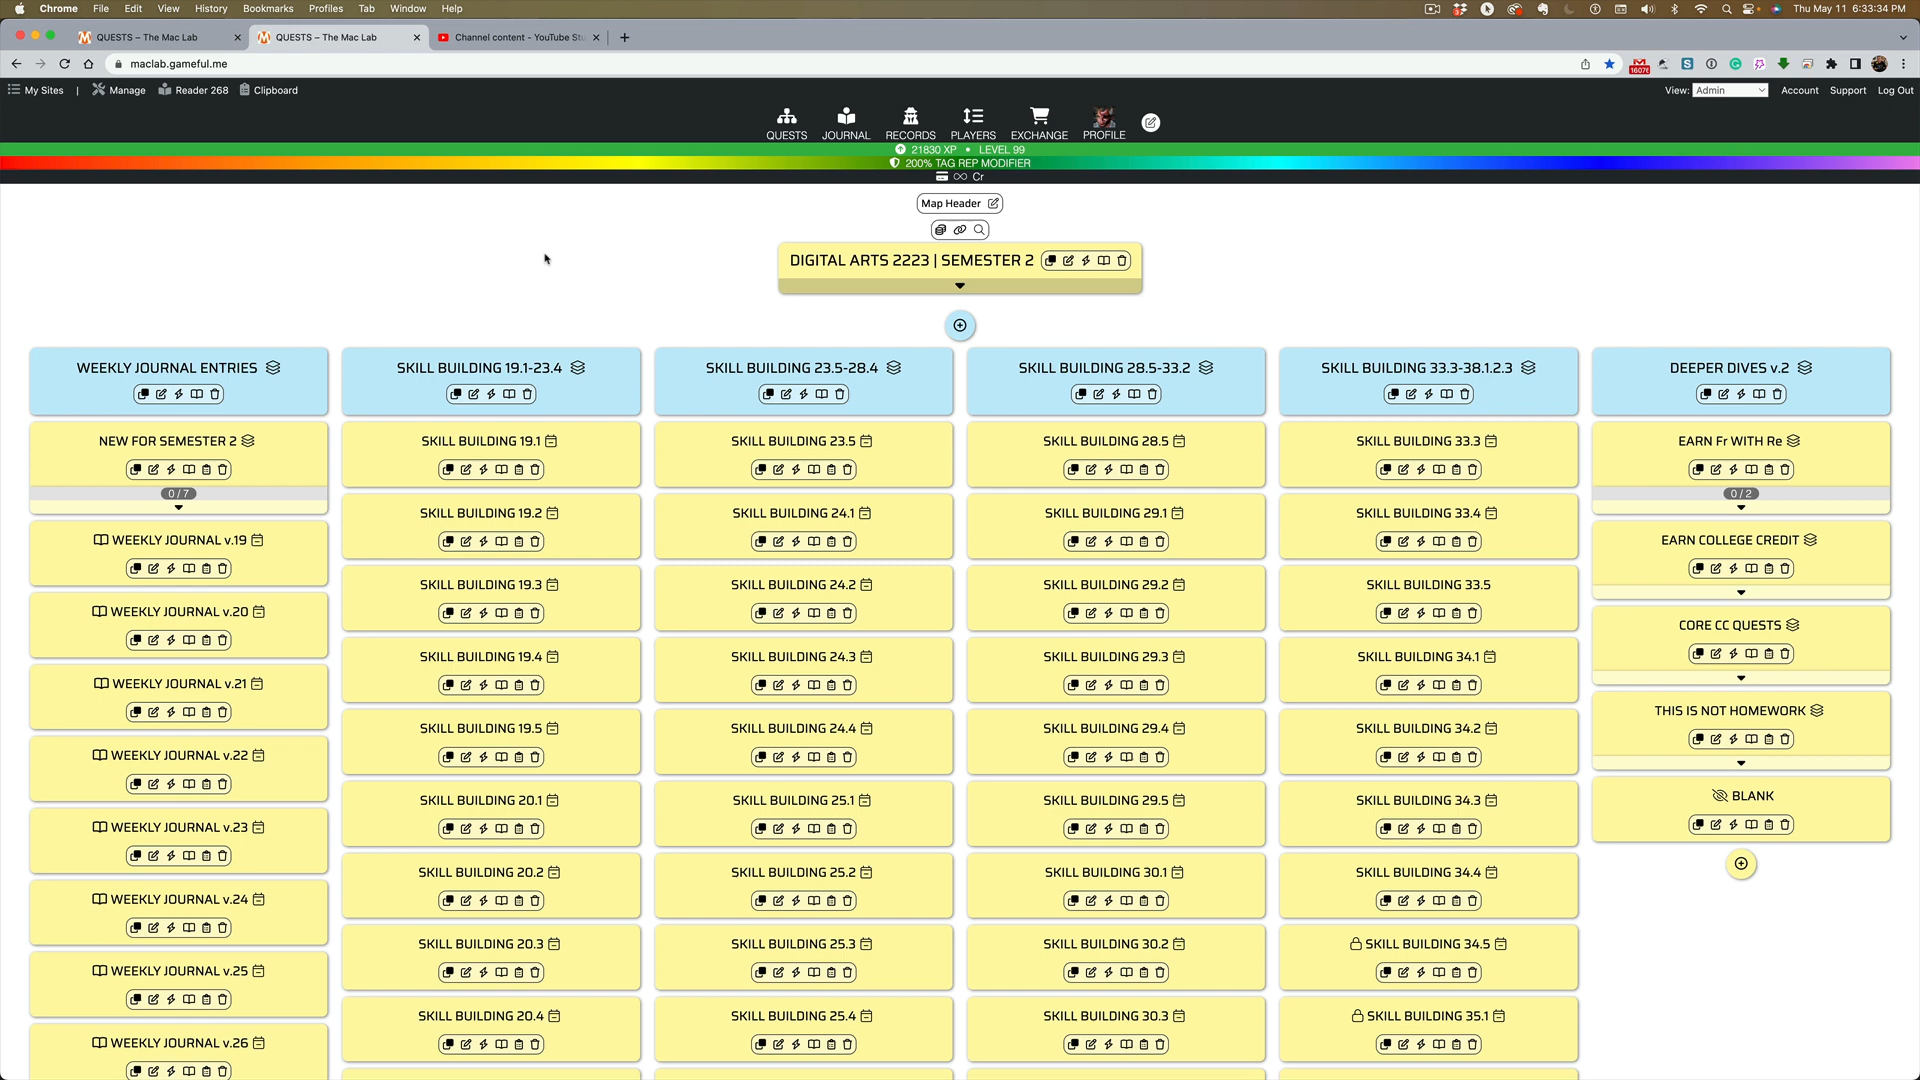 Chrome File Edit View History Bookmarks Profiles Tab Window Help Thu May 11 6:33:34 PM
QUESTS – The Mac Lab QUESTS – The Mac Lab Channel content - YouTube Stu
maclab.gameful.me
My Sites | Manage Reader 268 Clipboard View: Admin Account Support Log Out
QUESTS JOURNAL RECORDS PLAYERS EXCHANGE PROFILE
21830 XP • LEVEL 99
200% TAG REP MODIFIER
∞ Cr
Map Header
DIGITAL ARTS 2223 | SEMESTER 2
WEEKLY JOURNAL ENTRIES
NEW FOR SEMESTER 2
0 / 7
WEEKLY JOURNAL v.19
WEEKLY JOURNAL v.20
WEEKLY JOURNAL v.21
WEEKLY JOURNAL v.22
WEEKLY JOURNAL v.23
WEEKLY JOURNAL v.24
WEEKLY JOURNAL v.25
WEEKLY JOURNAL v.26
SKILL BUILDING 19.1-23.4
SKILL BUILDING 19.1
SKILL BUILDING 19.2
SKILL BUILDING 19.3
SKILL BUILDING 19.4
SKILL BUILDING 19.5
SKILL BUILDING 20.1
SKILL BUILDING 20.2
SKILL BUILDING 20.3
SKILL BUILDING 20.4
SKILL BUILDING 23.5-28.4
SKILL BUILDING 23.5
SKILL BUILDING 24.1
SKILL BUILDING 24.2
SKILL BUILDING 24.3
SKILL BUILDING 24.4
SKILL BUILDING 25.1
SKILL BUILDING 25.2
SKILL BUILDING 25.3
SKILL BUILDING 25.4
SKILL BUILDING 28.5-33.2
SKILL BUILDING 28.5
SKILL BUILDING 29.1
SKILL BUILDING 29.2
SKILL BUILDING 29.3
SKILL BUILDING 29.4
SKILL BUILDING 29.5
SKILL BUILDING 30.1
SKILL BUILDING 30.2
SKILL BUILDING 30.3
SKILL BUILDING 33.3-38.1.2.3
SKILL BUILDING 33.3
SKILL BUILDING 33.4
SKILL BUILDING 33.5
SKILL BUILDING 34.1
SKILL BUILDING 34.2
SKILL BUILDING 34.3
SKILL BUILDING 34.4
SKILL BUILDING 34.5
SKILL BUILDING 35.1
DEEPER DIVES v.2
EARN Fr WITH Re
0 / 2
EARN COLLEGE CREDIT
CORE CC QUESTS
THIS IS NOT HOMEWORK
BLANK